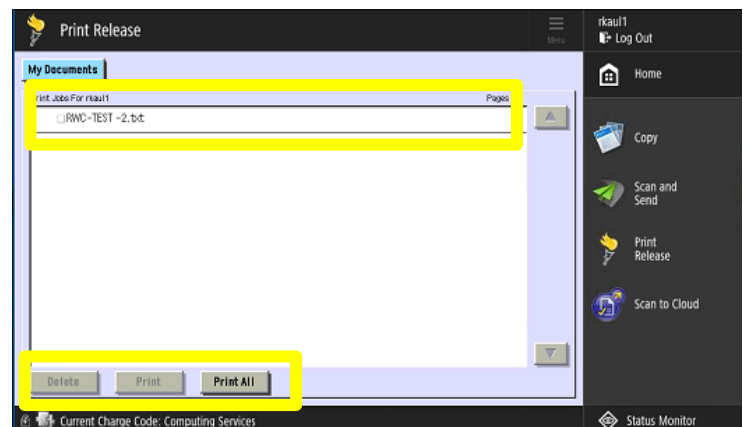 Print Release
Menu
rkaul1
Log Out
My Documents
rint Jobs For rkaul1 Pages
RWC-TEST -2.txt
Delete Print Print All
Current Charge Code: Computing Services
Home
Copy
Scan and
Send
Print
Release
Scan to Cloud
Status Monitor